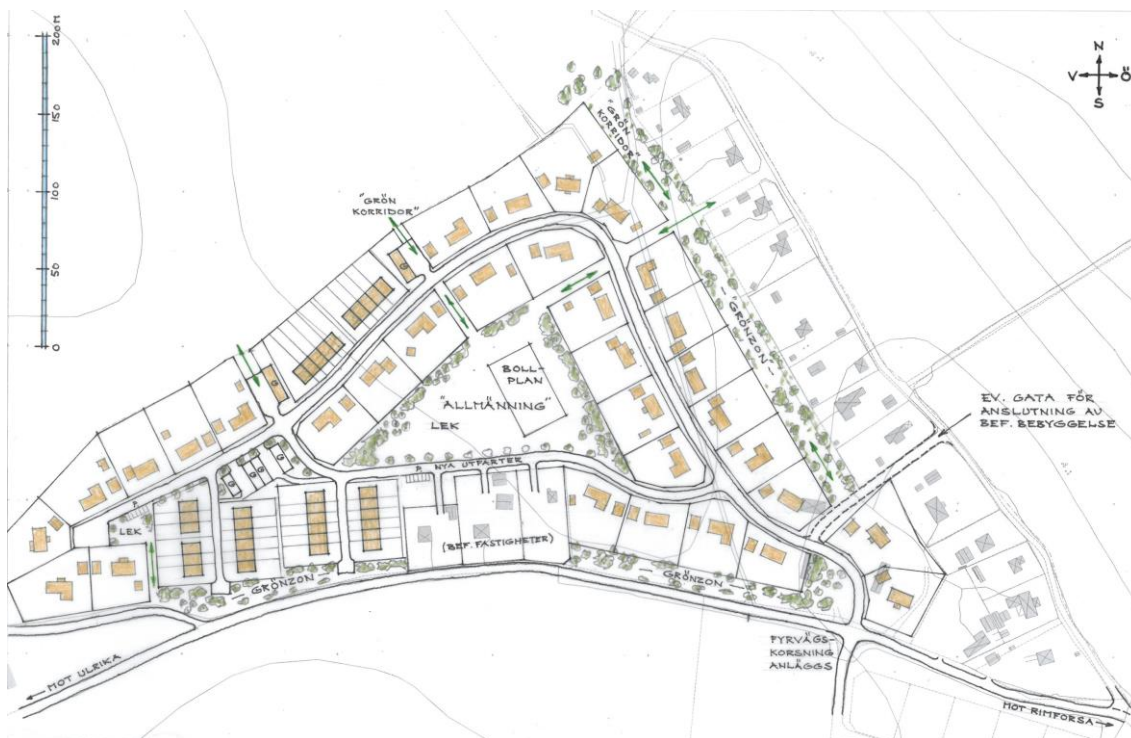 200M
150
100
50
0
N
V
Ö
S
"GRÖN
KORRIDOR"
"GRÖN
KORRIDOR"
"GRÖNZON"
BOLL-
PLAN
"ALLMÄNNING"
LEK
EV. GATA FÖR
ANSLUTNING AV
BEF. BEBYGGELSE
G
G
G
G
G
G
P.
NYA UTFARTER
P.
LEK
(BEF. FASTIGHETER)
GRÖNZON
GRÖNZON
FYRVÄGS-
KORSNING
ANLÄGGS
MOT ULRIKA
MOT RIMFORSA